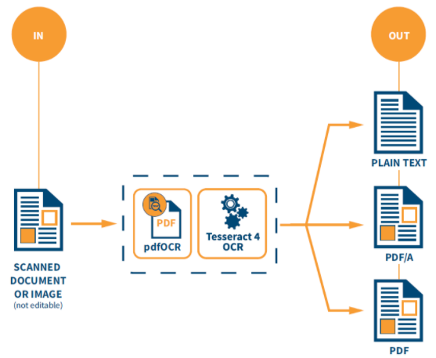 IN
OUT
PLAIN TEXT
PDF
pdfOCR
Tesseract 4
OCR
PDF/A
SCANNED
DOCUMENT
OR IMAGE
(not editable)
PDF